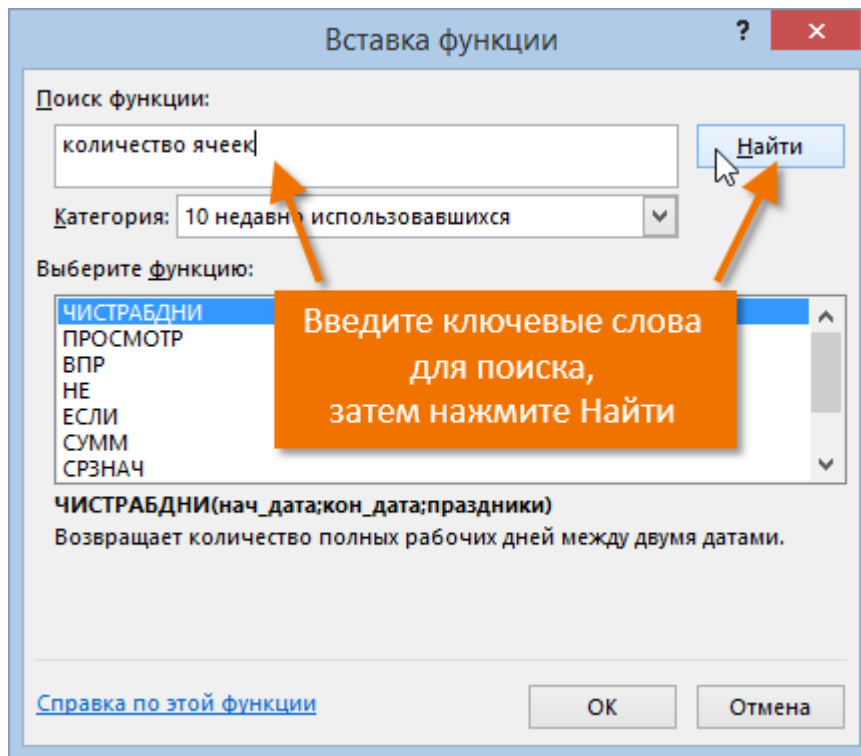 Вставка функции
?
×
Поиск функции:
количество ячеек
Найти
Категория: 10 недавно использовавшихся
Выберите функцию:
ЧИСТРАБДНИ
ПРОСМОТР
ВПР
НЕ
ЕСЛИ
СУММ
СРЗНАЧ
Введите ключевые слова
для поиска,
затем нажмите Найти
ЧИСТРАБДНИ(нач_дата;кон_дата;праздники)
Возвращает количество полных рабочих дней между двумя датами.
Справка по этой функции
ОК
Отмена